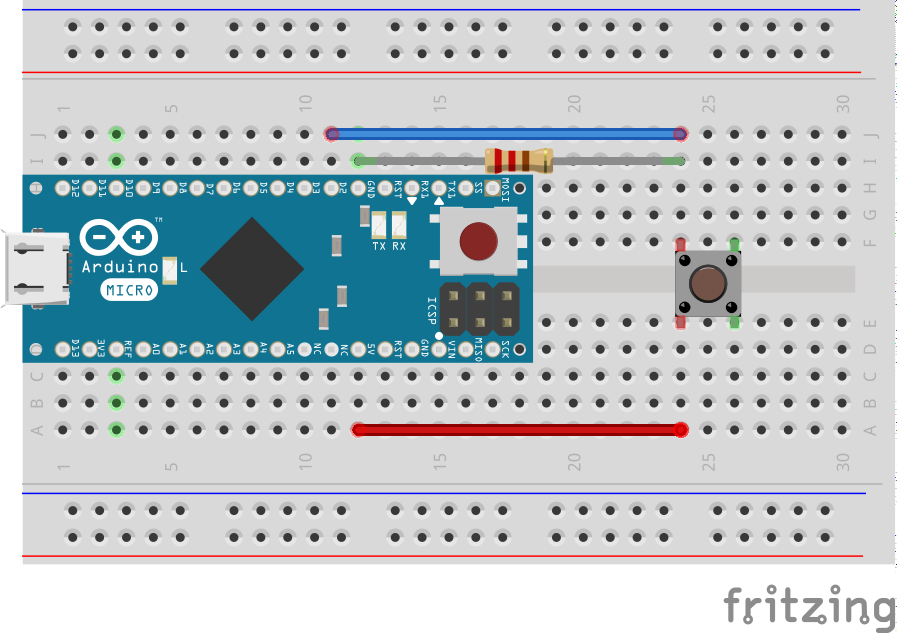 1 5 10 15 20 25 30
J J
I I
H
G
F
D12 D11 D10 D9 D8 D7 D6 D5 D4 D3 D2 GND RST RX1 TX1 SS MOSI
TX RX
Arduino™
MICRO
L
ICSP
E
D13 3V3 REF A0 A1 A2 A3 A4 A5 NC NC 5V RST GND VIN MISO SCK
D
C C
B B
A A
1 5 10 15 20 25 30
fritzing